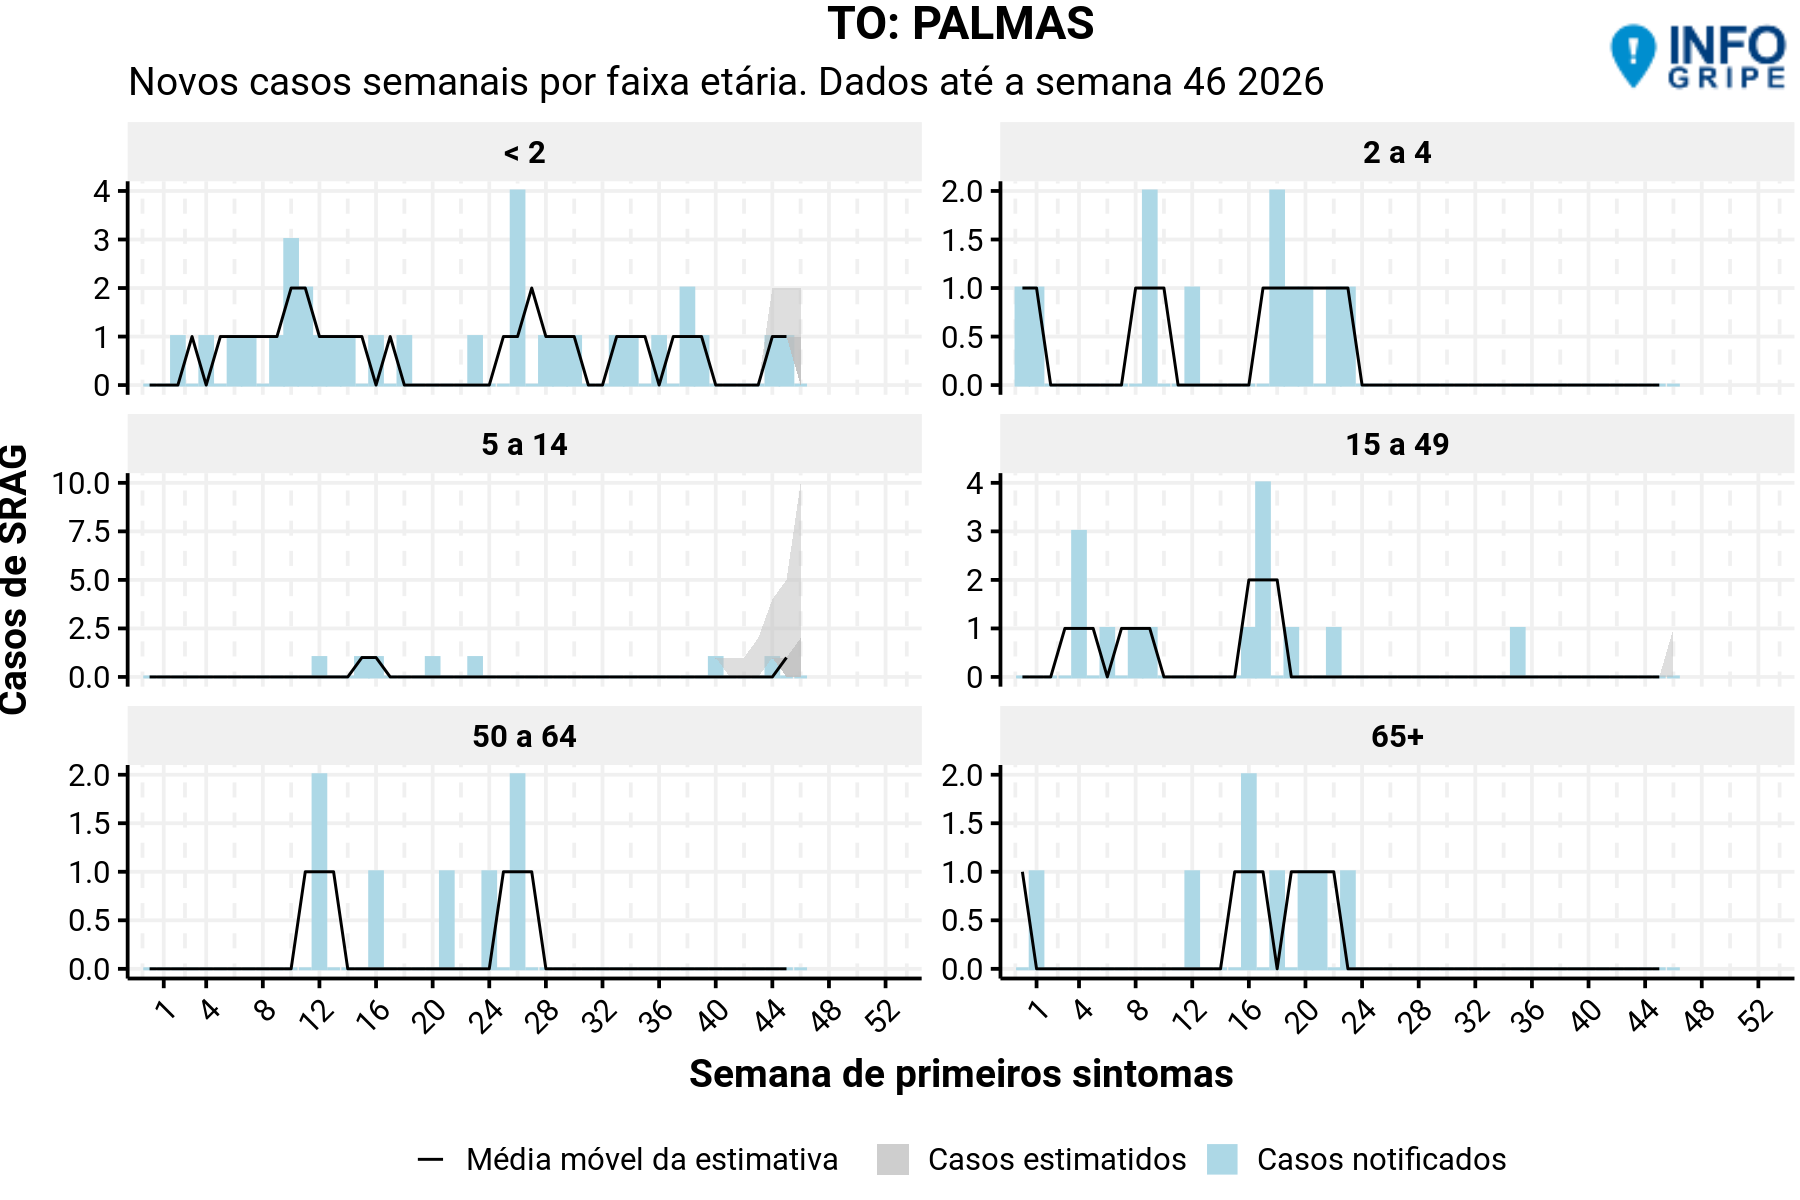 TO: PALMAS
INFO
GRIPE
Novos casos semanais por faixa etária. Dados até a semana 46 2026
< 2
2 a 4
4
3
2
1
0
2.0
1.5
1.0
0.5
0.0
5 a 14
15 a 49
10.0
7.5
5.0
2.5
0.0
4
3
2
1
0
Casos de SRAG
50 a 64
65+
2.0
1.5
1.0
0.5
0.0
2.0
1.5
1.0
0.5
0.0
1 4 8 12 16 20 24 28 32 36 40 44 48 52
1 4 8 12 16 20 24 28 32 36 40 44 48 52
Semana de primeiros sintomas
Média móvel da estimativa
Casos estimatidos
Casos notificados